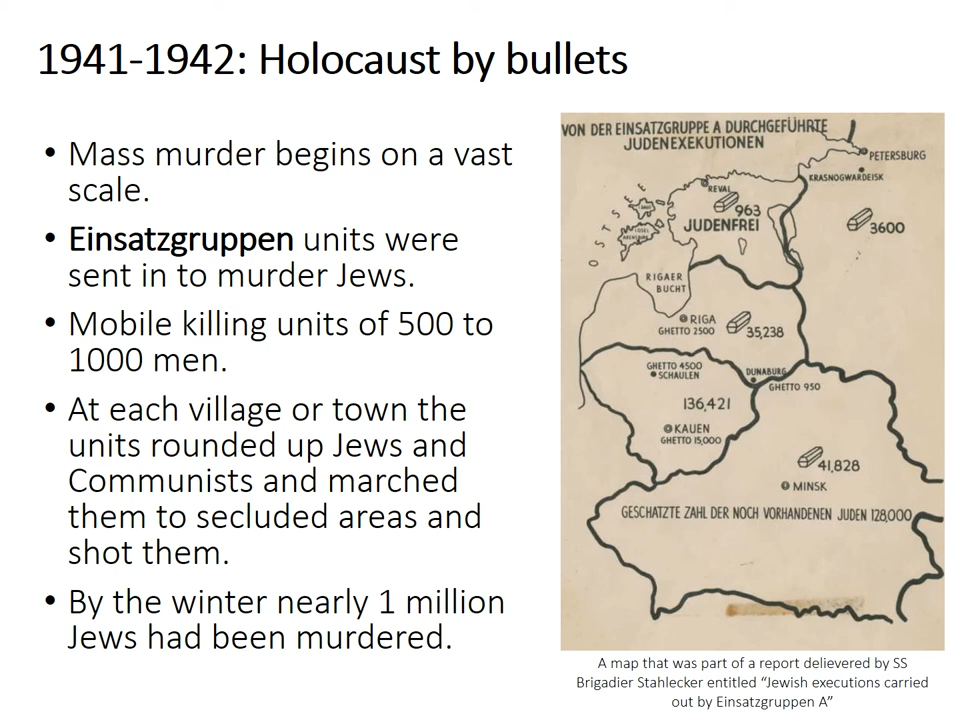 1941-1942: Holocaust by bullets
• Mass murder begins on a vast
scale.
• Einsatzgruppen units were
sent in to murder Jews.
• Mobile killing units of 500 to
1000 men.
• At each village or town the
units rounded up Jews and
Communists and marched
them to secluded areas and
shot them.
• By the winter nearly 1 million
Jews had been murdered.
VON DER EINSATZGRUPPE A DURCHGEFÜHRTE
JUDENEXEKUTIONEN
PETERSBURG
KRASNOGWARDEISK
REVAL
963
JUDENFREI
3600
OSTSEE
RIGAER
BUCHT
RIGA
GHETTO 2500
35,238
GHETTO 4500
SCHAULEN
DUNABURG
GHETTO 950
136,421
KAUEN
GHETTO 15,000
41,828
MINSK
GESCHATZTE ZAHL DER NOCH VORHANDENEN JUDEN 128,000
A map that was part of a report delievered by SS
Brigadier Stahlecker entitled “Jewish executions carried
out by Einsatzgruppen A”